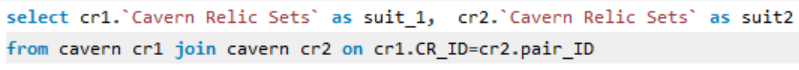 select cr1.`Cavern Relic Sets` as suit_1,  cr2.`Cavern Relic Sets` as suit2
from cavern cr1 join cavern cr2 on cr1.CR_ID=cr2.pair_ID